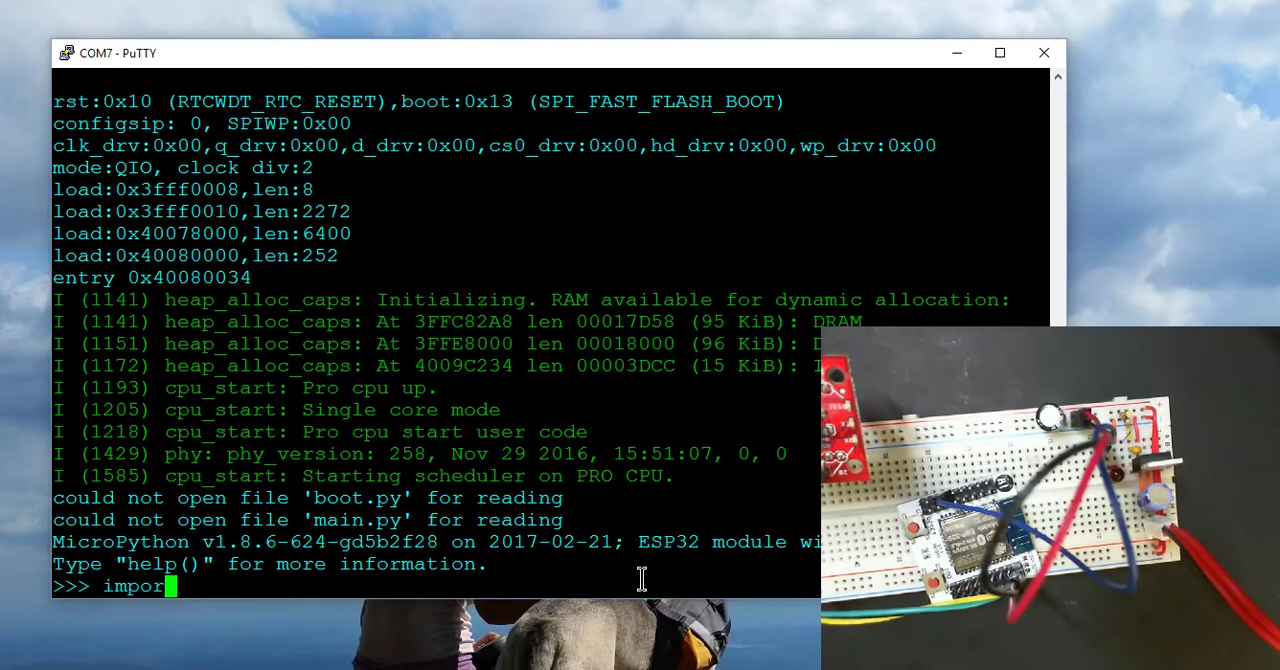 COM7 - PuTTY
rst:0x10 (RTCWDT_RTC_RESET),boot:0x13 (SPI_FAST_FLASH_BOOT)
configsip: 0, SPIWP:0x00
clk_drv:0x00,q_drv:0x00,d_drv:0x00,cs0_drv:0x00,hd_drv:0x00,wp_drv:0x00
mode:QIO, clock div:2
load:0x3fff0008,len:8
load:0x3fff0010,len:2272
load:0x40078000,len:6400
load:0x40080000,len:252
entry 0x40080034
I (1141) heap_alloc_caps: Initializing. RAM available for dynamic allocation:
I (1141) heap_alloc_caps: At 3FFC82A8 len 00017D58 (95 KiB): DRAM
I (1151) heap_alloc_caps: At 3FFE8000 len 00018000 (96 KiB):
I (1172) heap_alloc_caps: At 4009C234 len 00003DCC (15 KiB): I
I (1193) cpu_start: Pro cpu up.
I (1205) cpu_start: Single core mode
I (1218) cpu_start: Pro cpu start user code
I (1429) phy: phy_version: 258, Nov 29 2016, 15:51:07, 0, 0
I (1585) cpu_start: Starting scheduler on PRO CPU.
could not open file 'boot.py' for reading
could not open file 'main.py' for reading
MicroPython v1.8.6-624-gd5b2f28 on 2017-02-21; ESP32 module wi
Type "help()" for more information.
>>> impor